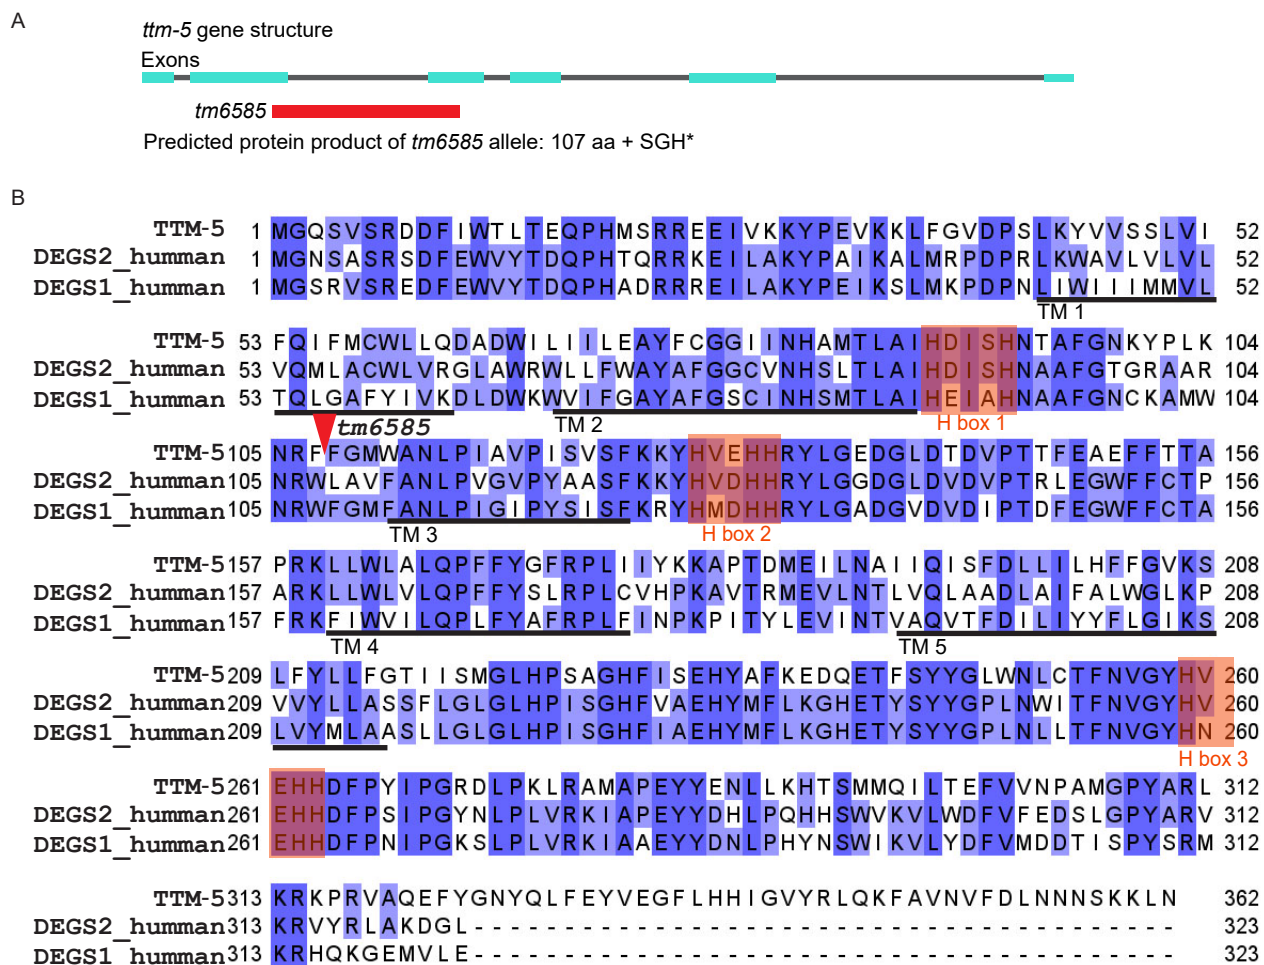 A
ttm-5 gene structure
Exons
tm6585
Predicted protein product of tm6585 allele: 107 aa + SGH*
B
TTM-5 1 MGQSVSRDDFIWTLTEQPHMSRREEIVKKYPEVKKLFGVDPSLKYVVSSLVI 52
DEGS2_humman 1 MGNSASRSDFEWVYTDQPHTQRRKEILAKYPAIKALMRPDPRLKWAVLVLVL 52
DEGS1_humman 1 MGSRVSREDFEWVYTDQPHADRRREILAKYPEIKSLMKPDPNLIWIIIMMVL 52
TM 1
TTM-5 53 FQIFMCWLLQDADWILIILEAYFCGGIINHAMTLAIHDISHNTAFGNKYPLK 104
DEGS2_humman 53 VQMLACWLVRGLAWRWLLFWAYAFGGCVNHSLTLAIHDISHNAAFGTGRAAR 104
DEGS1_humman 53 TQLGAFYIVKDLDWKWVIFGAYAFGSCINHSMTLAIHEIAHNAAFGNCKAMW 104
TM 2 H box 1
tm6585
TTM-5 105 NRFFGMWANLPIAVPISVSFKKYHVEHHRYLGEDGLDTDVPTTFEAEFFTTA 156
DEGS2_humman 105 NRWLAVFANLPVGVPYAASFKKYHVDHHRYLGGDGLDVDVPTRLEGWFFCTP 156
DEGS1_humman 105 NRWFGMFANLPIGIPYSISFKRYHMDHHRYLGADGVDVDIPTDFEGWFFCTA 156
TM 3 H box 2
TTM-5 157 PRKLLWLALQPFFYGFRPLIIYKKAPTDMEILNAIIQISFDLLILHFFGVKS 208
DEGS2_humman 157 ARKLLWLVLQPFFYSLRPLCVHPKAVTRMEVLNTLVQLAADLAIFALWGLKP 208
DEGS1_humman 157 FRKFIWVILQPLFYAFRPLFINPKPITYLEVINTVAQVTFDILIYYFLGIKS 208
TM 4 TM 5
TTM-5 209 LFYLLFGTIISMGLHPSAGHFISEHYAFKEDQETFSYYGLWNLCTFNVGYHV 260
DEGS2_humman 209 VVYLLASSFLGLGLHPISGHFVAEHYMFLKGHETYSYYGPLNWITFNVGYHV 260
DEGS1_humman 209 LVYMLAASLLGLGLHPISGHFIAEHYMFLKGHETYSYYGPLNLLTFNVGYHN 260
H box 3
TTM-5 261 EHHDFPYIPGRDLPKLRAMAPEYYENLLKHTSMMQILTEFVVNPAMGPYARL 312
DEGS2_humman 261 EHHDFPSIPGYNLPLVRKIAPEYYDHLPQHHSWVKVLWDFVFEDSLGPYARV 312
DEGS1_humman 261 EHHDFPNIPGKSLPLVRKIAAEYYDNLPHYNSWIKVLYDFVMDDTISPYSRM 312
TTM-5 313 KRKPRVAQEFYGNYQLFEYVEGFLHHIGVYRLQKFAVNVFDLNNNSKKLN 362
DEGS2_humman 313 KRVYRLAKDGL--------------------------------------- 323
DEGS1_humman 313 KRHQKGEMVLE--------------------------------------- 323